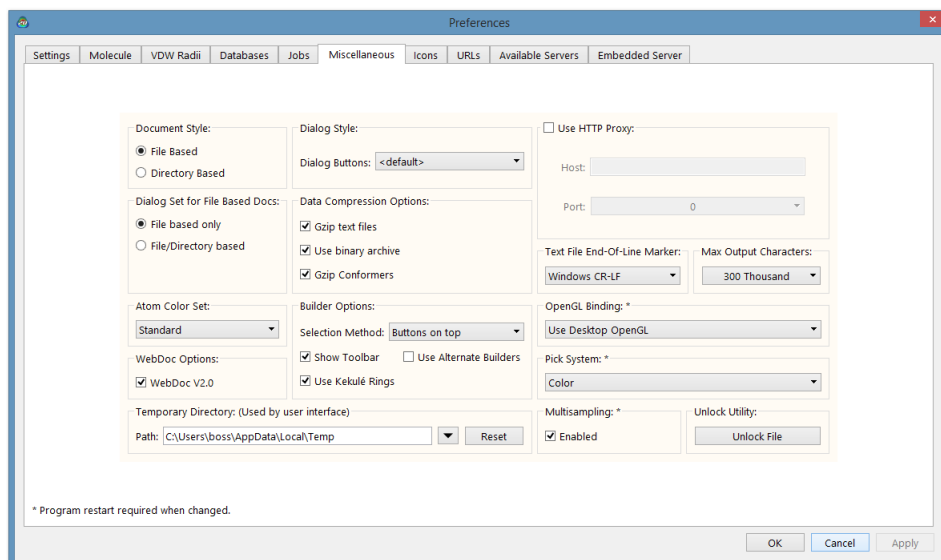 Preferences
Settings Molecule VDW Radii Databases Jobs Miscellaneous Icons URLs Available Servers Embedded Server
Document Style:
File Based
Directory Based
Dialog Style:
Dialog Buttons: <default>
Use HTTP Proxy:
Host:
Port: 0
Dialog Set for File Based Docs:
File based only
File/Directory based
Data Compression Options:
Gzip text files
Use binary archive
Gzip Conformers
Text File End-Of-Line Marker:
Windows CR-LF
Max Output Characters:
300 Thousand
Atom Color Set:
Standard
Builder Options:
Selection Method: Buttons on top
Show Toolbar Use Alternate Builders
Use Kekulé Rings
OpenGL Binding: *
Use Desktop OpenGL
WebDoc Options:
WebDoc V2.0
Pick System: *
Color
Temporary Directory: (Used by user interface)
Path: C:\Users\boss\AppData\Local\Temp Reset
Multisampling: *
Enabled
Unlock Utility:
Unlock File
* Program restart required when changed.
OK Cancel Apply